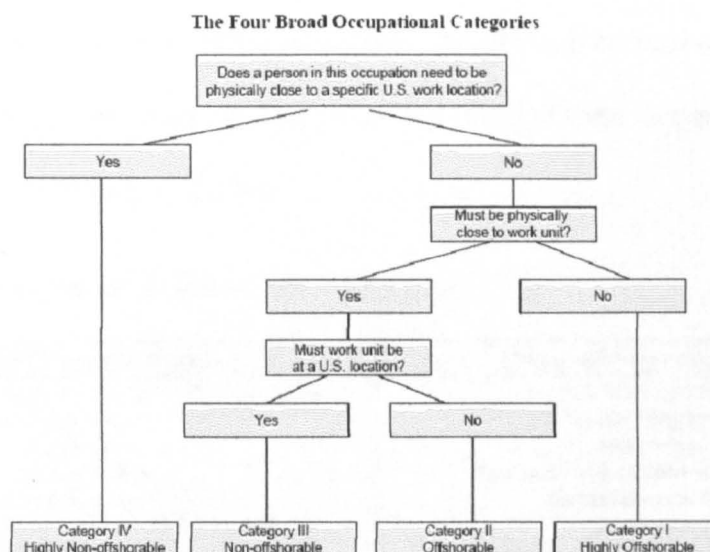 The Four Broad Occupational Categories
Does a person in this occupation need to be
physically close to a specific U.S. work location?
Yes
No
Must be physically
close to work unit?
Yes
No
Must work unit be
at a U.S. location?
Yes
No
Category IV
Highly Non-offshorable
Category III
Non-offshorable
Category II
Offshorable
Category I
Highly Offshorable